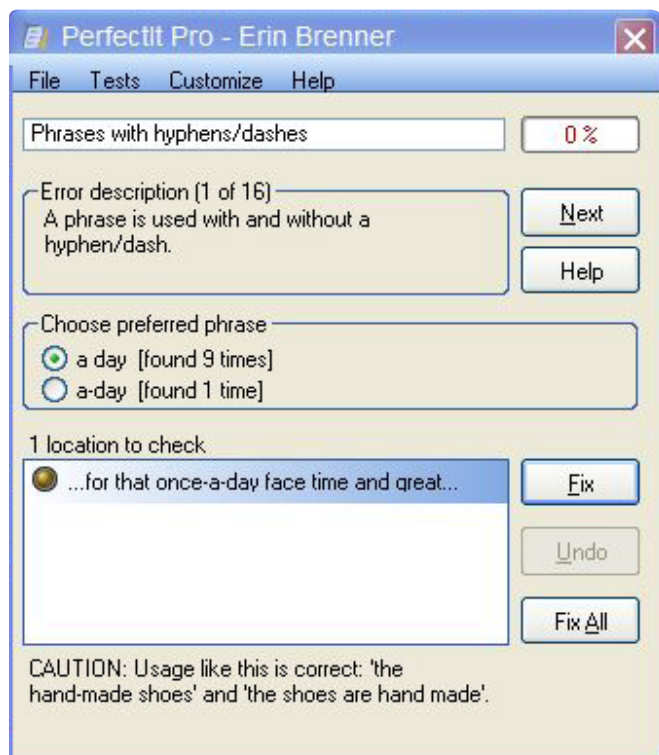 PerfectIt Pro - Erin Brenner
File Tests Customize Help
Phrases with hyphens/dashes
0 %
Error description (1 of 16)
A phrase is used with and without a
hyphen/dash.
Next
Help
Choose preferred phrase
a day [found 9 times]
a-day [found 1 time]
1 location to check
...for that once-a-day face time and great...
Fix
Undo
Fix All
CAUTION: Usage like this is correct: 'the
hand-made shoes' and 'the shoes are hand made'.